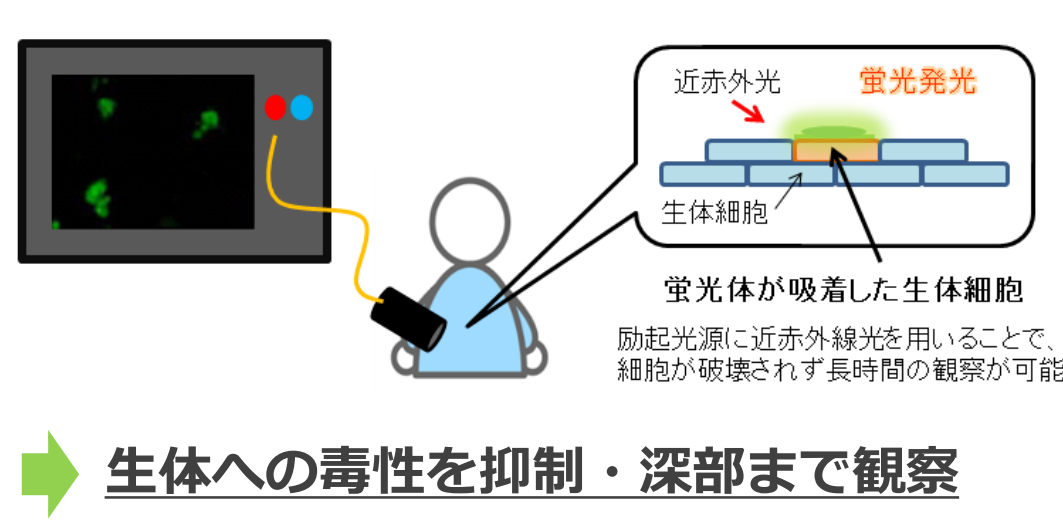 近赤外光
蛍光発光
生体細胞
蛍光体が吸着した生体細胞
励起光源に近赤外線光を用いることで、
細胞が破壊されず長時間の観察が可能
生体への毒性を抑制・深部まで観察